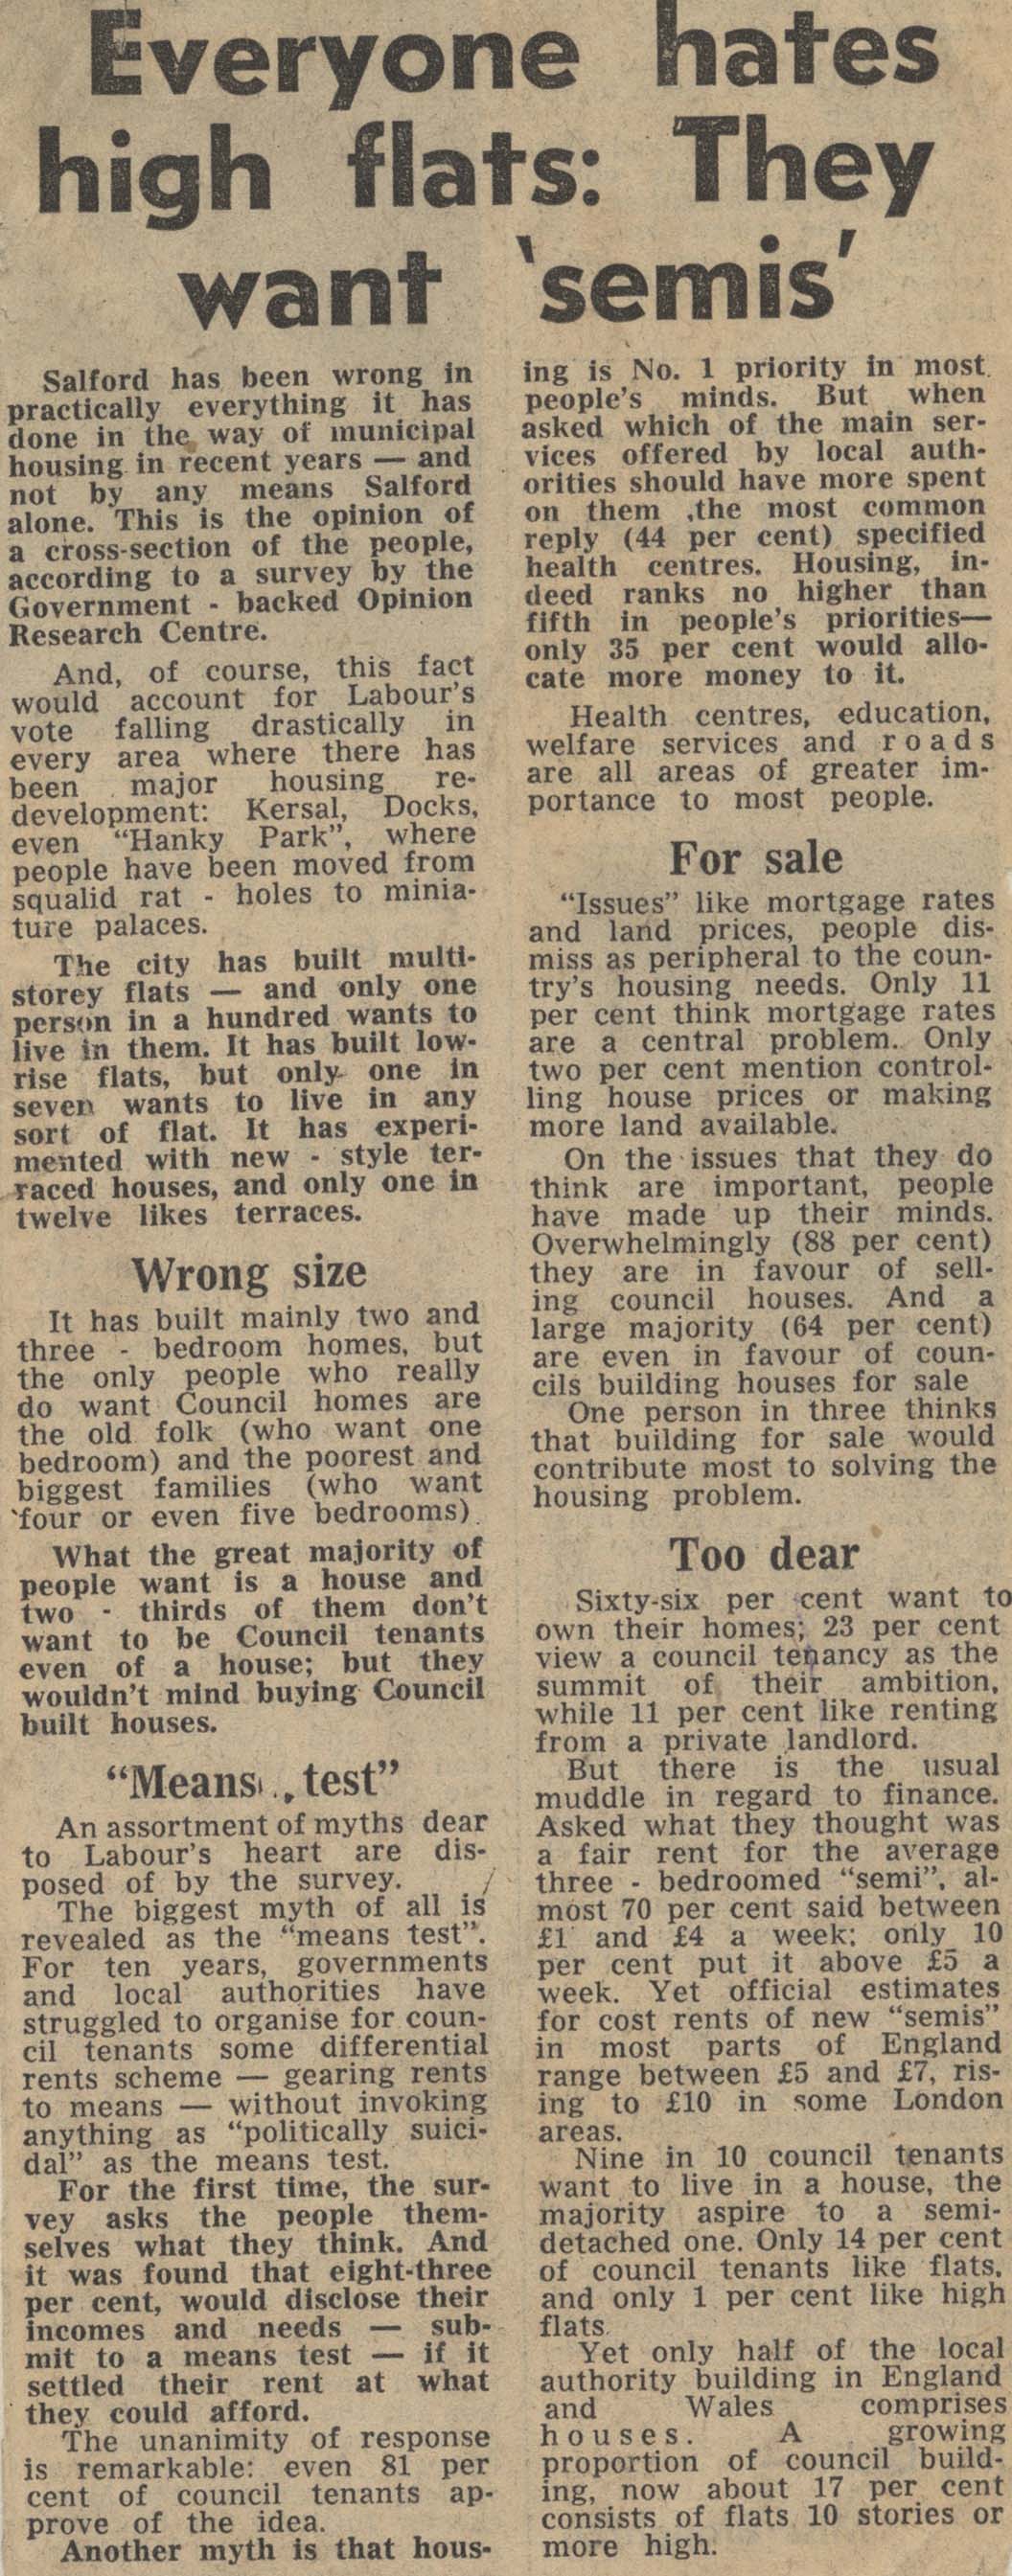 Everyone hates
high flats: They
want 'semis'
Salford has been wrong in
practically everything it has
done in the way of municipal
housing in recent years — and
not by any means Salford
alone. This is the opinion of
a cross-section of the people,
according to a survey by the
Government - backed Opinion
Research Centre.
And, of course, this fact
would account for Labour's
vote falling drastically in
every area where there has
been major housing re-
development: Kersal, Docks,
even "Hanky Park", where
people have been moved from
squalid rat - holes to minia-
ture palaces.
The city has built multi-
storey flats — and only one
person in a hundred wants to
live in them. It has built low-
rise flats, but only one in
seven wants to live in any
sort of flat. It has experi-
mented with new - style ter-
raced houses, and only one in
twelve likes terraces.
Wrong size
It has built mainly two and
three - bedroom homes, but
the only people who really
do want Council homes are
the old folk (who want one
bedroom) and the poorest and
biggest families (who want
four or even five bedrooms).
What the great majority of
people want is a house and
two - thirds of them don't
want to be Council tenants
even of a house; but they
wouldn't mind buying Council
built houses.
"Means test"
An assortment of myths dear
to Labour's heart are dis-
posed of by the survey.
The biggest myth of all is
revealed as the "means test".
For ten years, governments
and local authorities have
struggled to organise for coun-
cil tenants some differential
rents scheme — gearing rents
to means — without invoking
anything as "politically suici-
dal" as the means test.
For the first time, the sur-
vey asks the people them-
selves what they think. And
it was found that eight-three
per cent, would disclose their
incomes and needs — sub-
mit to a means test — if it
settled their rent at what
they could afford.
The unanimity of response
is remarkable: even 81 per
cent of council tenants ap-
prove of the idea.
Another myth is that hous-
ing is No. 1 priority in most
people's minds. But when
asked which of the main ser-
vices offered by local auth-
orities should have more spent
on them ,the most common
reply (44 per cent) specified
health centres. Housing, in-
deed ranks no higher than
fifth in people's priorities—
only 35 per cent would allo-
cate more money to it.
Health centres, education,
welfare services and roads
are all areas of greater im-
portance to most people.
For sale
"Issues" like mortgage rates
and land prices, people dis-
miss as peripheral to the coun-
try's housing needs. Only 11
per cent think mortgage rates
are a central problem. Only
two per cent mention control-
ling house prices or making
more land available.
On the issues that they do
think are important, people
have made up their minds.
Overwhelmingly (88 per cent)
they are in favour of sell-
ing council houses. And a
large majority (64 per cent)
are even in favour of coun-
cils building houses for sale
One person in three thinks
that building for sale would
contribute most to solving the
housing problem.
Too dear
Sixty-six per cent want to
own their homes; 23 per cent
view a council tenancy as the
summit of their ambition,
while 11 per cent like renting
from a private landlord.
But there is the usual
muddle in regard to finance.
Asked what they thought was
a fair rent for the average
three - bedroomed "semi", al-
most 70 per cent said between
£1 and £4 a week; only 10
per cent put it above £5 a
week. Yet official estimates
for cost rents of new "semis"
in most parts of England
range between £5 and £7, ris-
ing to £10 in some London
areas.
Nine in 10 council tenants
want to live in a house, the
majority aspire to a semi-
detached one. Only 14 per cent
of council tenants like flats,
and only 1 per cent like high
flats.
Yet only half of the local
authority building in England
and Wales comprises
houses. A growing
proportion of council build-
ing, now about 17 per cent
consists of flats 10 stories or
more high.